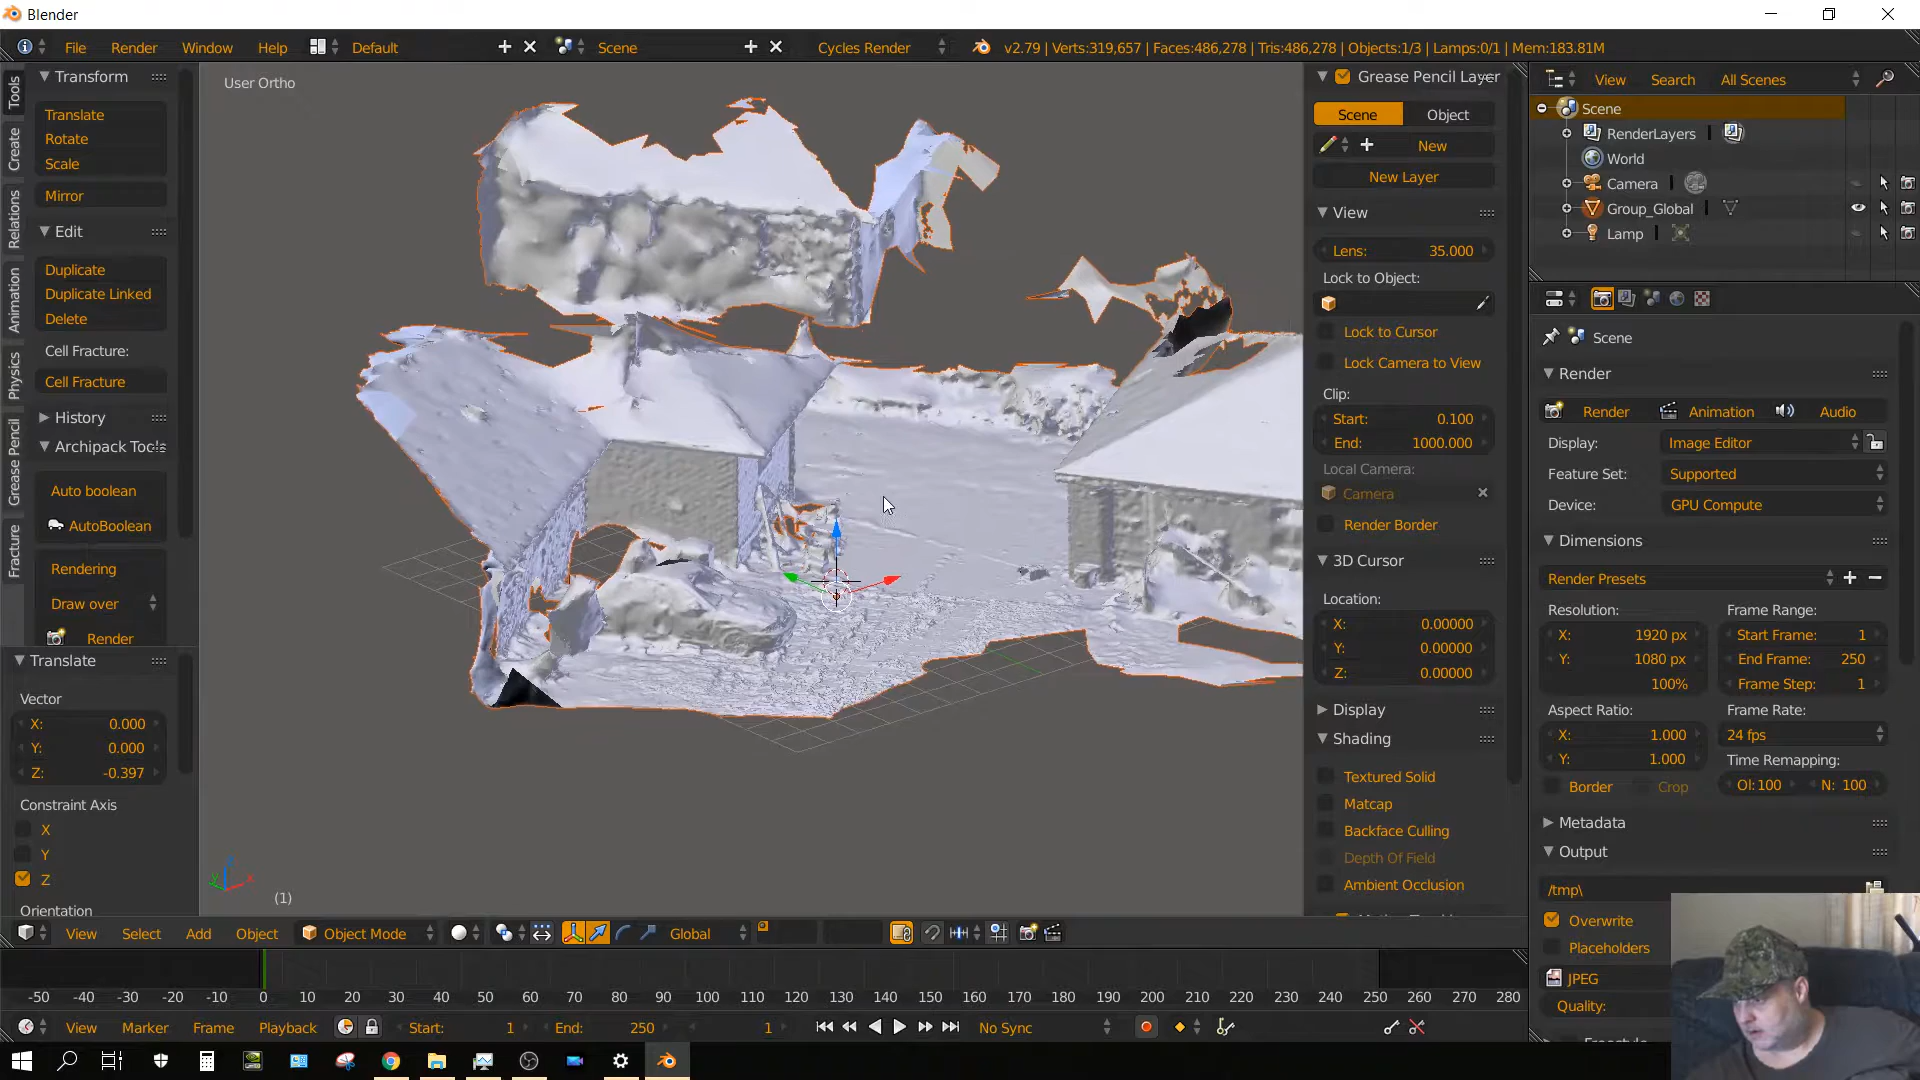 Blender
File Render Window Help Default Scene Cycles Render v2.79 | Verts:319,657 | Faces:486,278 | Tris:486,278 | Objects:1/3 | Lamps:0/1 | Mem:183.81M
Tools
Create
Relations
Animation
Physics
Grease Pencil
Fracture
Transform
Translate
Rotate
Scale
Mirror
Edit
Duplicate
Duplicate Linked
Delete
Cell Fracture:
Cell Fracture
History
Archipack Tools
Auto boolean
AutoBoolean
Rendering
Draw over
Render
Translate
Vector
X: 0.000
Y: 0.000
Z: -0.397
Constraint Axis
X
Y
Z
Orientation
User Ortho
(1)
Grease Pencil Layer
Scene Object
New
New Layer
View
Lens: 35.000
Lock to Object:
Lock to Cursor
Lock Camera to View
Clip:
Start: 0.100
End: 1000.000
Local Camera:
Camera
Render Border
3D Cursor
Location:
X: 0.00000
Y: 0.00000
Z: 0.00000
Display
Shading
Textured Solid
Matcap
Backface Culling
Depth Of Field
Ambient Occlusion
View Search All Scenes
Scene
RenderLayers
World
Camera
Group_Global
Lamp
Scene
Render
Render Animation Audio
Display: Image Editor
Feature Set: Supported
Device: GPU Compute
Dimensions
Render Presets
Resolution: Frame Range:
X: 1920 px Start Frame: 1
Y: 1080 px End Frame: 250
100% Frame Step: 1
Aspect Ratio: Frame Rate:
X: 1.000 24 fps
Y: 1.000 Time Remapping:
Border Crop Ol:100 N: 100
Metadata
Output
/tmp\
Overwrite
Placeholders
JPEG
Quality:
View Select Add Object Object Mode Global
-50 -40 -30 -20 -10 0 10 20 30 40 50 60 70 80 90 100 110 120 130 140 150 160 170 180 190 200 210 220 230 240 250 260 270 280
View Marker Frame Playback Start: 1 End: 250 1 No Sync